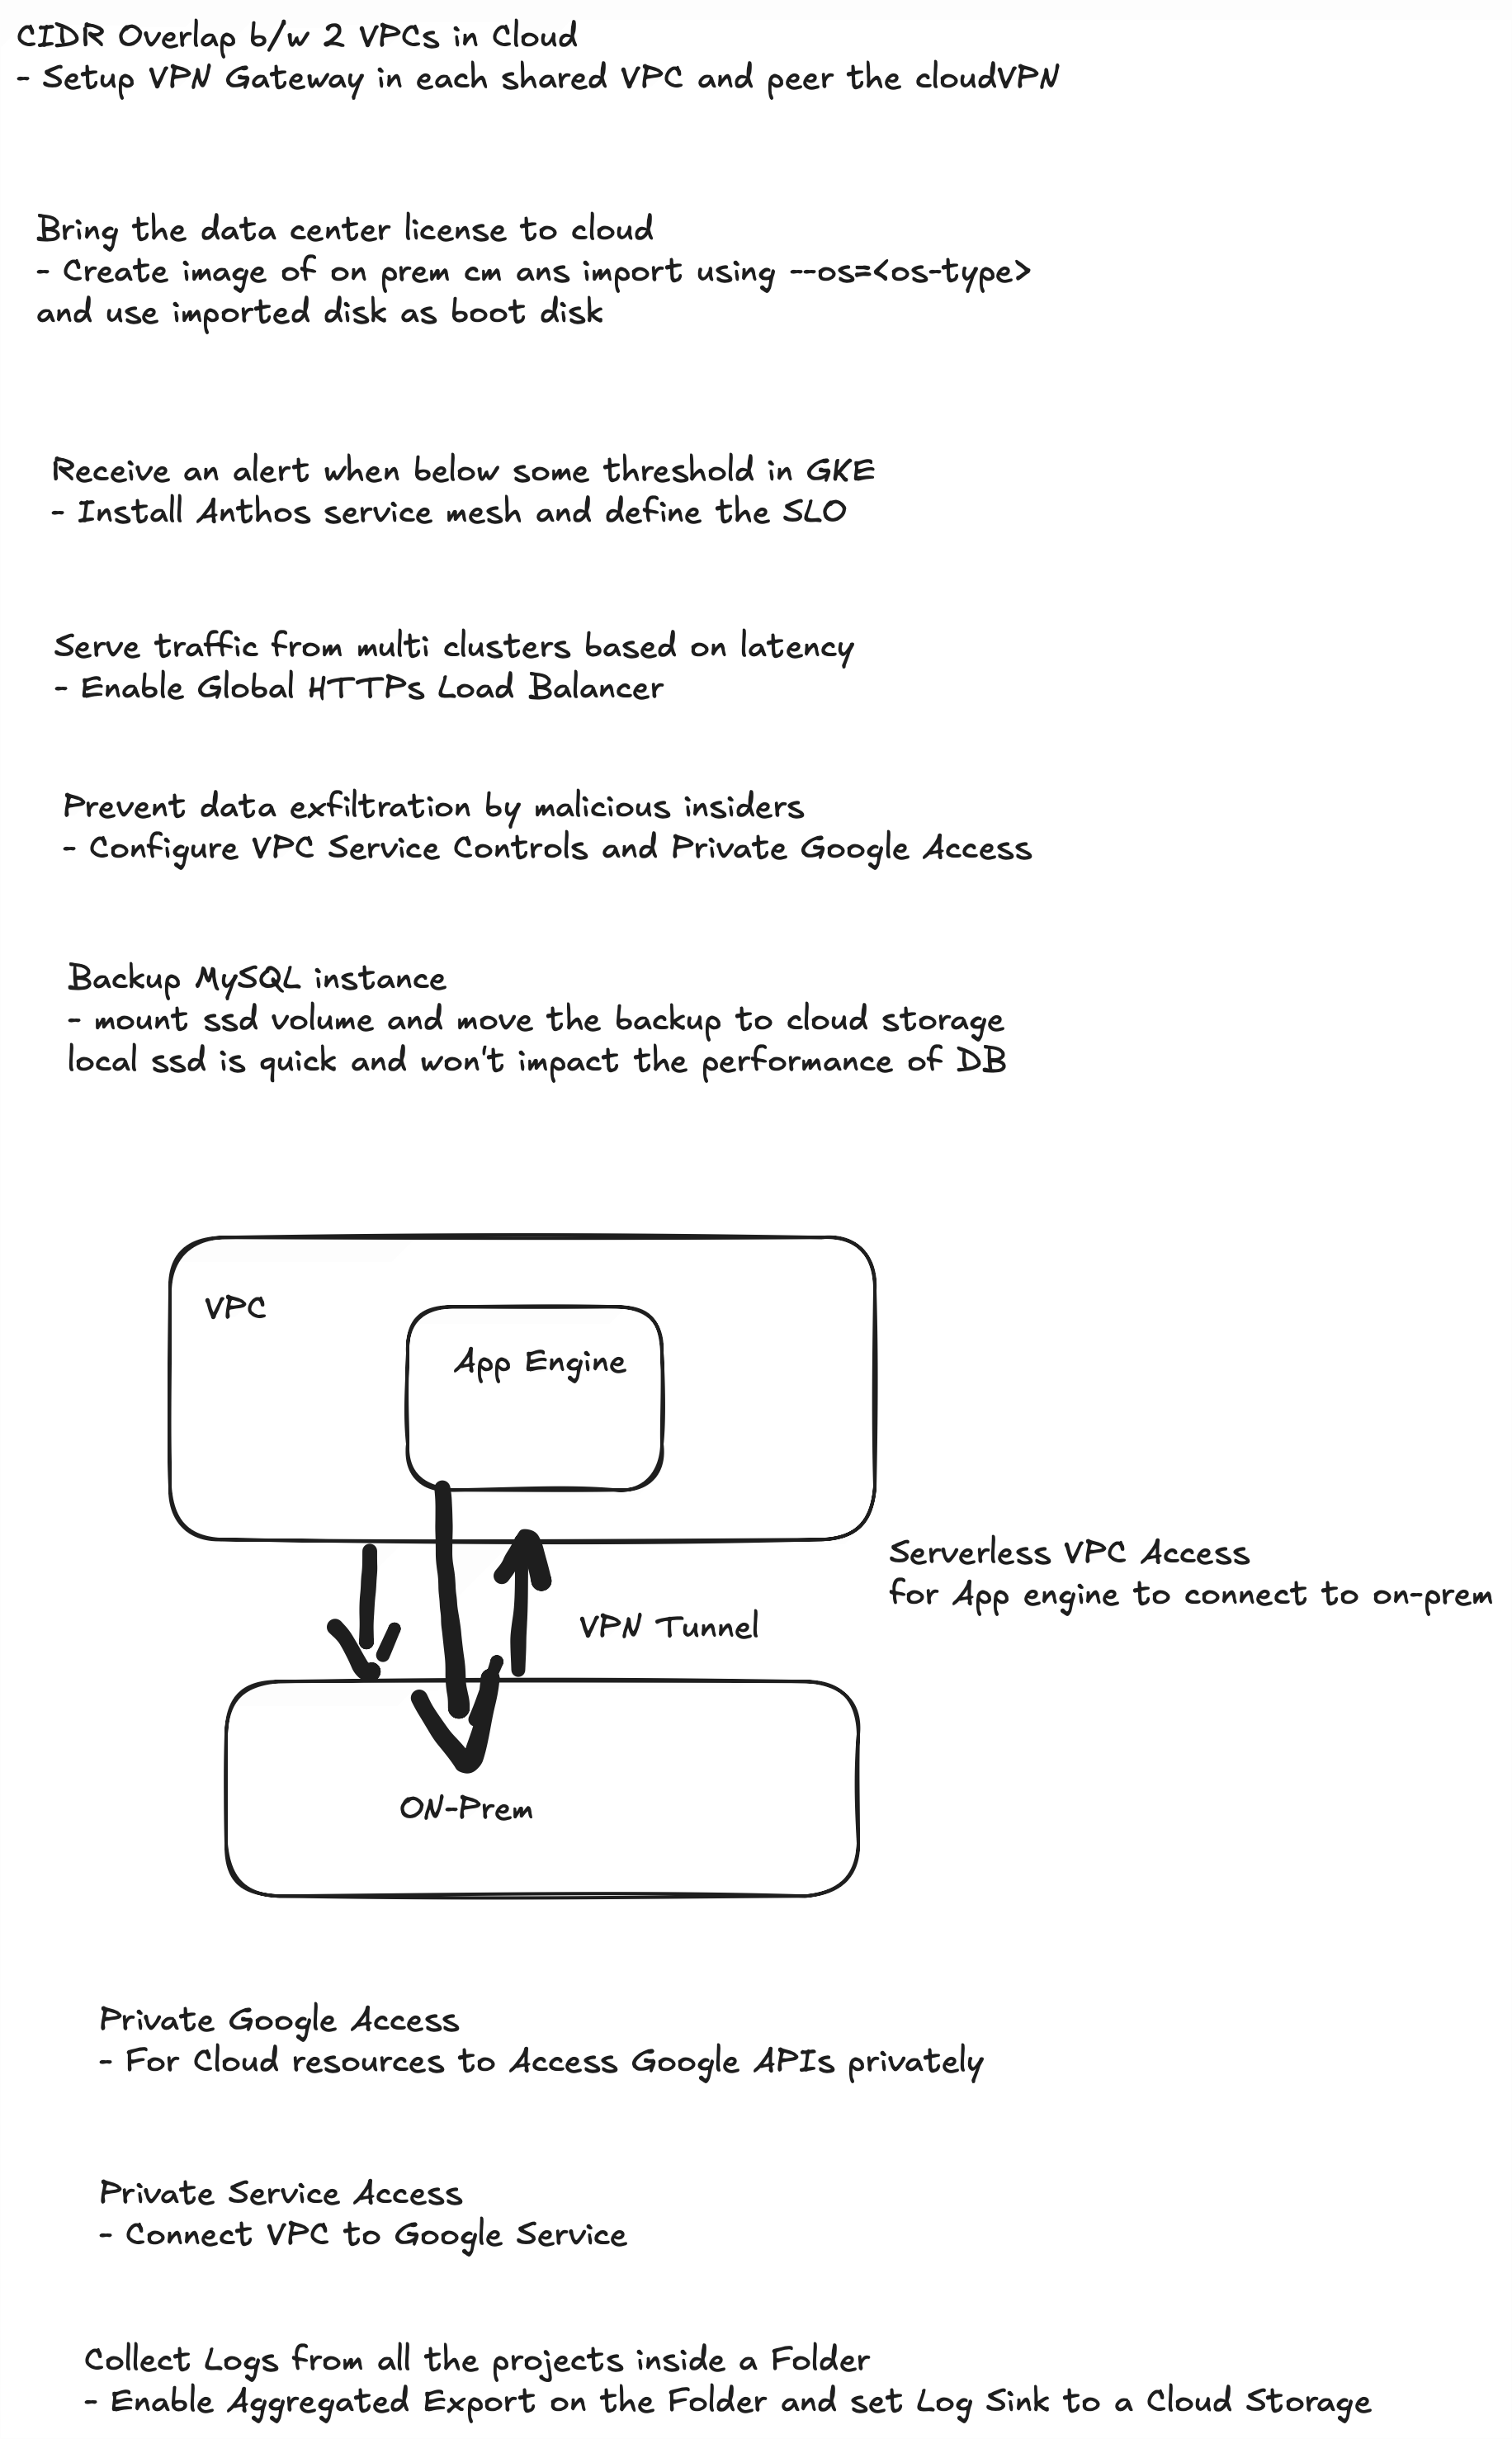 CIDR Overlap b/w 2 VPCs in Cloud
- Setup VPN Gateway in each shared VPC and peer the cloudVPN
Bring the data center license to cloud
- Create image of on prem cm ans import using --os=<os-type>
and use imported disk as boot disk
Receive an alert when below some threshold in GKE
- Install Anthos service mesh and define the SLO
Serve traffic from multi clusters based on latency
- Enable Global HTTPs Load Balancer
Prevent data exfiltration by malicious insiders
- Configure VPC Service Controls and Private Google Access
Backup MySQL instance
- mount ssd volume and move the backup to cloud storage
local ssd is quick and won't impact the performance of DB
VPC
App Engine
Serverless VPC Access
for App engine to connect to on-prem
VPN Tunnel
ON-Prem
Private Google Access
- For Cloud resources to Access Google APIs privately
Private Service Access
- Connect VPC to Google Service
Collect Logs from all the projects inside a Folder
- Enable Aggregated Export on the Folder and set Log Sink to a Cloud Storage